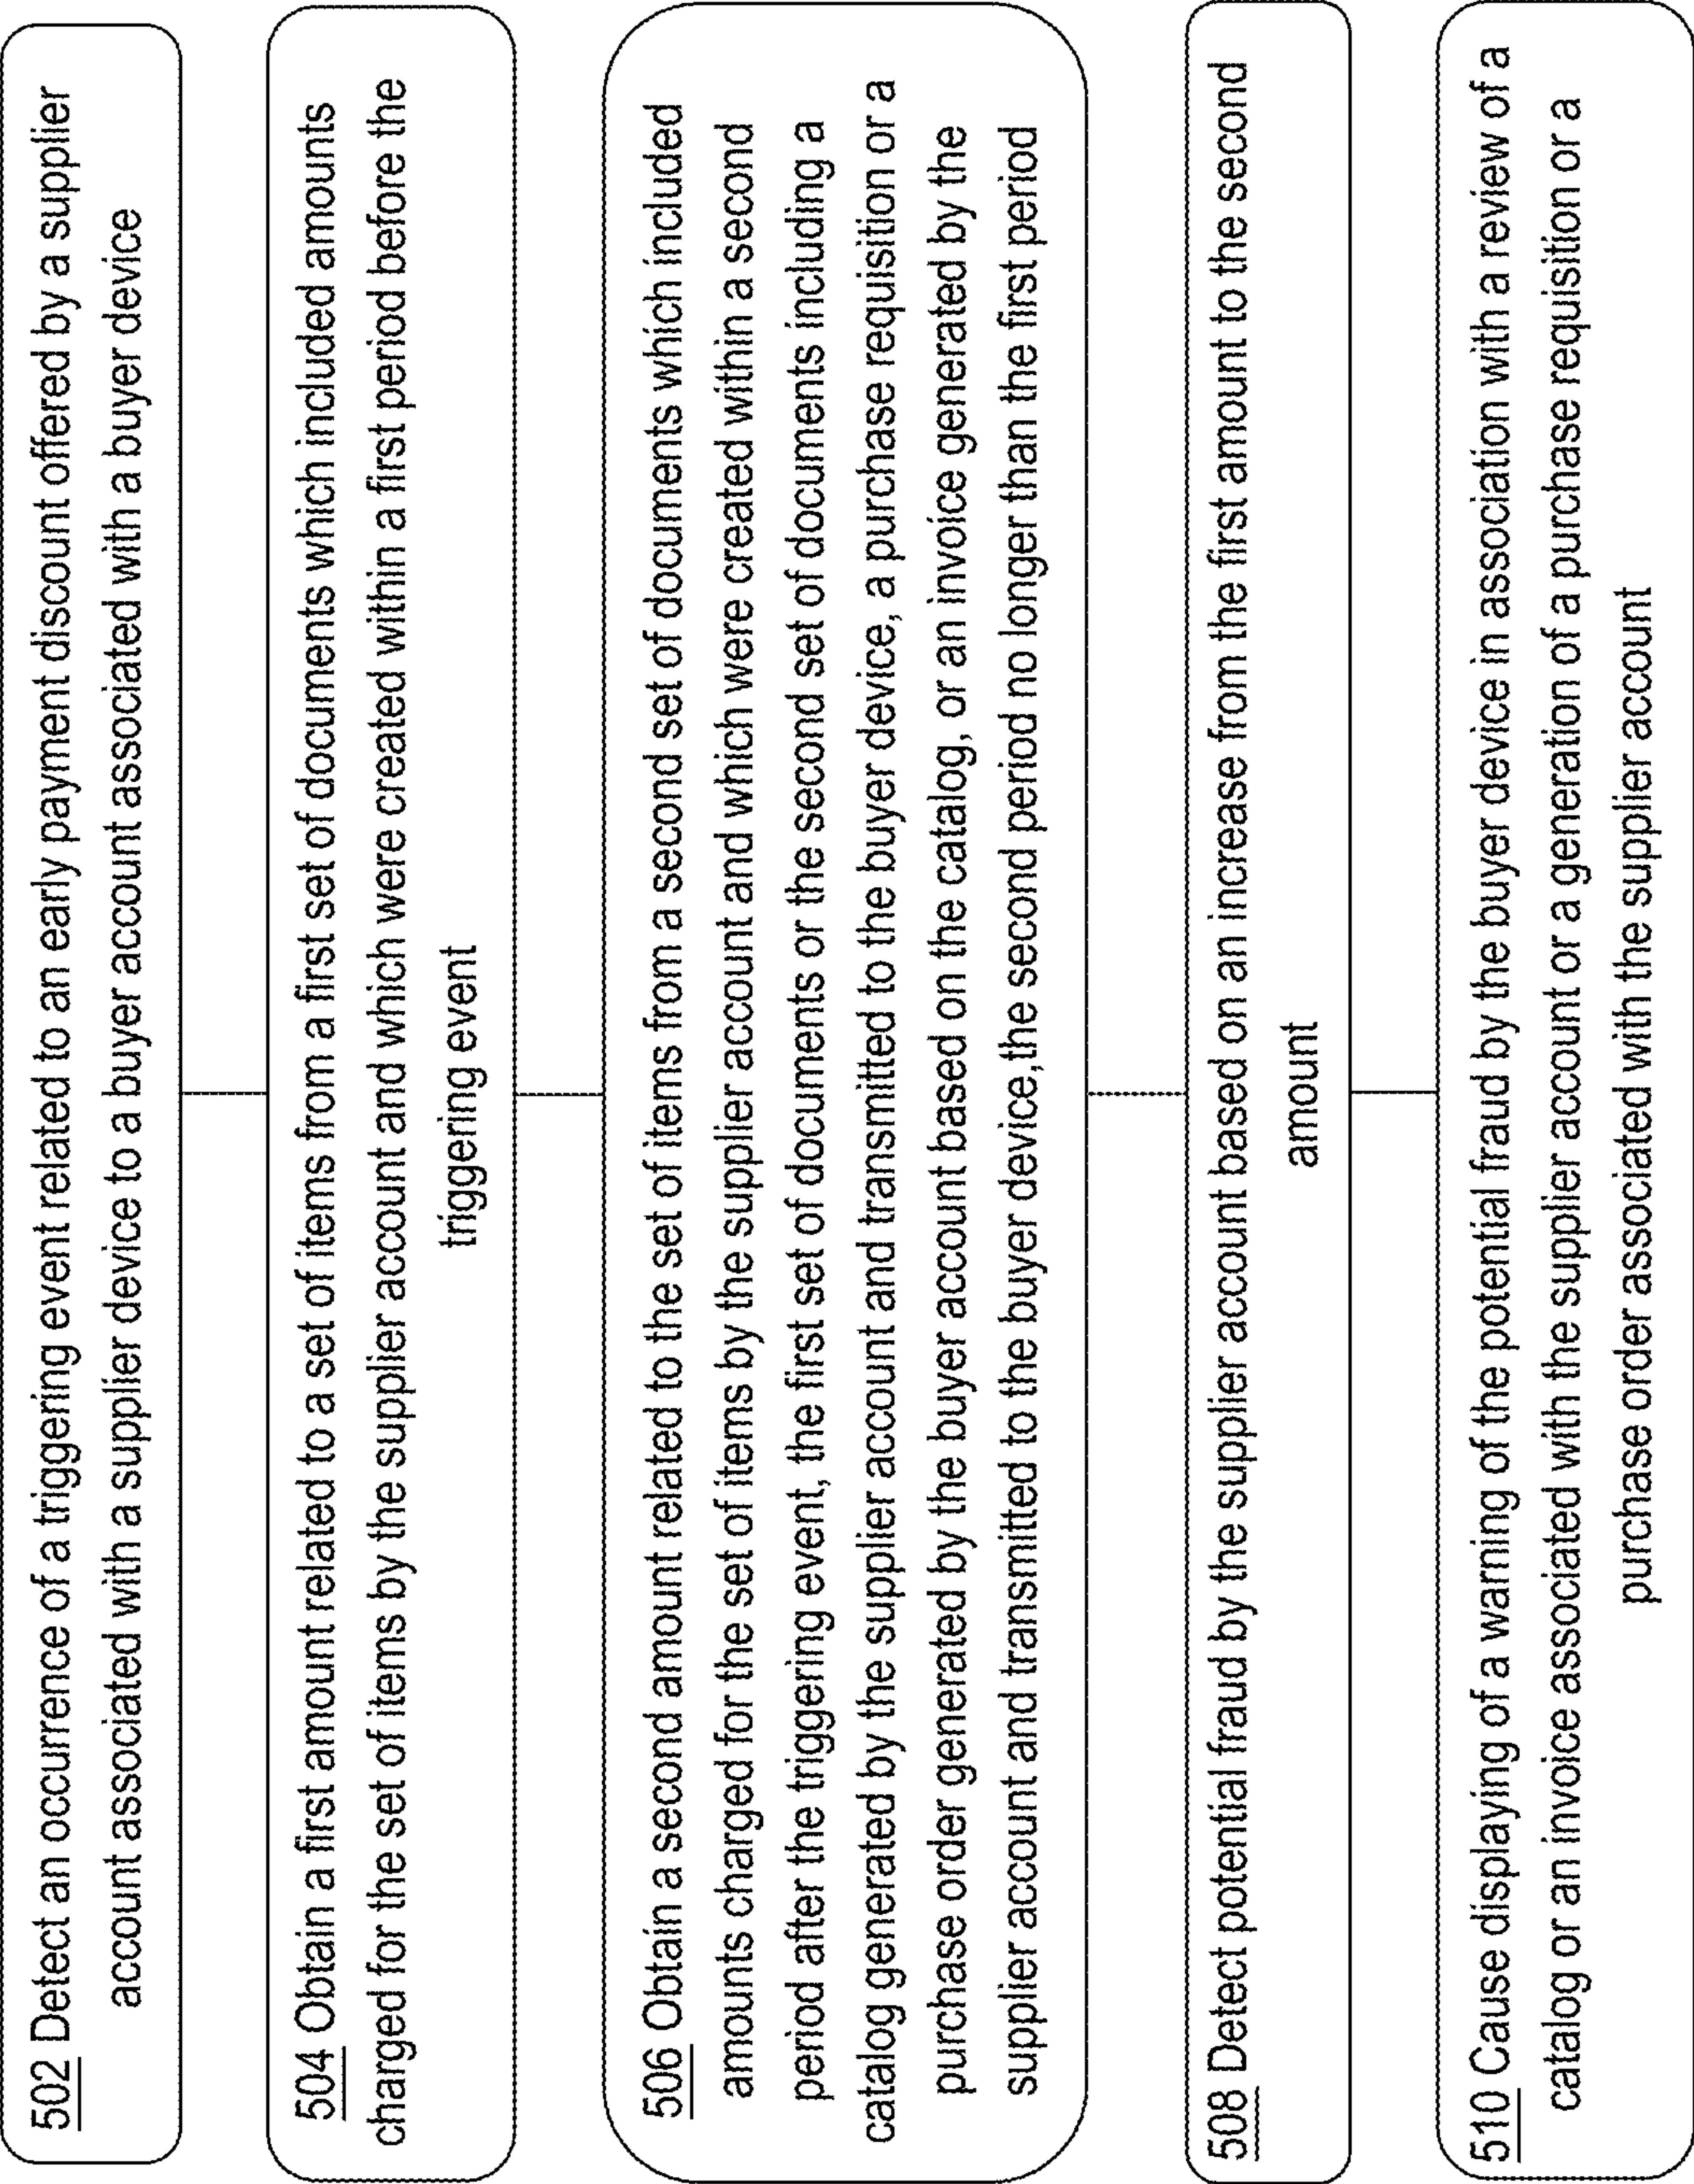 502 Detect an occurrence of a triggering event related to an early payment discount offered by a supplier
account associated with a supplier device to a buyer account associated with a buyer device
504 Obtain a first amount related to a set of items from a first set of documents which included amounts
charged for the set of items by the supplier account and which were created within a first period before the
triggering event
506 Obtain a second amount related to the set of items from a second set of documents which included
amounts charged for the set of items by the supplier account and which were created within a second
period after the triggering event, the first set of documents or the second set of documents including a
catalog generated by the supplier account and transmitted to the buyer device, a purchase requisition or a
purchase order generated by the buyer account based on the catalog, or an invoice generated by the
supplier account and transmitted to the buyer device,the second period no longer than the first period
508 Detect potential fraud by the supplier account based on an increase from the first amount to the second
amount
510 Cause displaying of a warning of the potential fraud by the buyer device in association with a review of a
catalog or an invoice associated with the supplier account or a generation of a purchase requisition or a
purchase order associated with the supplier account